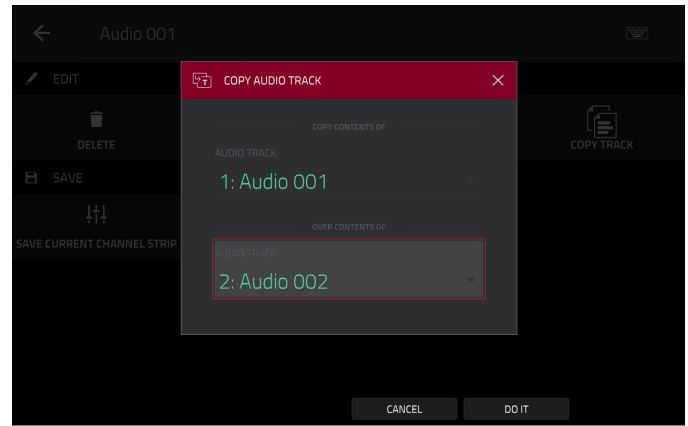 Audio 001
EDIT
COPY AUDIO TRACK
COPY CONTENTS OF
DELETE
COPY TRACK
AUDIO TRACK
1: Audio 001
SAVE
SAVE CURRENT CHANNEL STRIP
OVER CONTENTS OF
AUDIO TRACK
2: Audio 002
CANCEL
DO IT